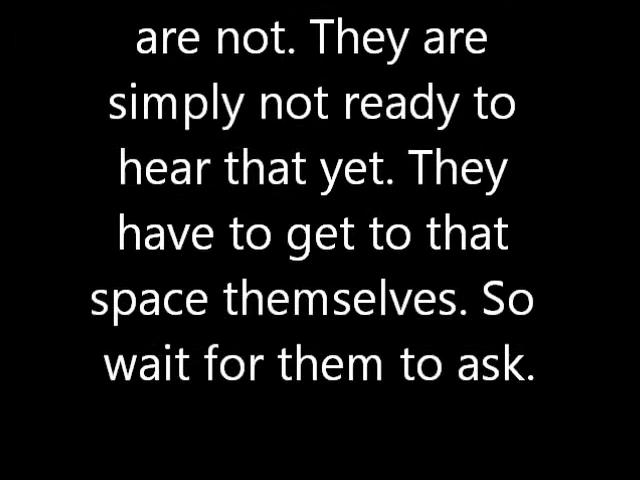 are not. They are
simply not ready to
hear that yet. They
have to get to that
space themselves. So
wait for them to ask.